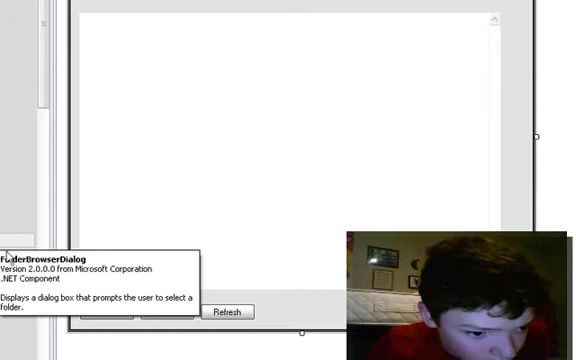 FolderBrowserDialog
Version 2.0.0.0 from Microsoft Corporation
.NET Component
Displays a dialog box that prompts the user to select a
folder.
Refresh